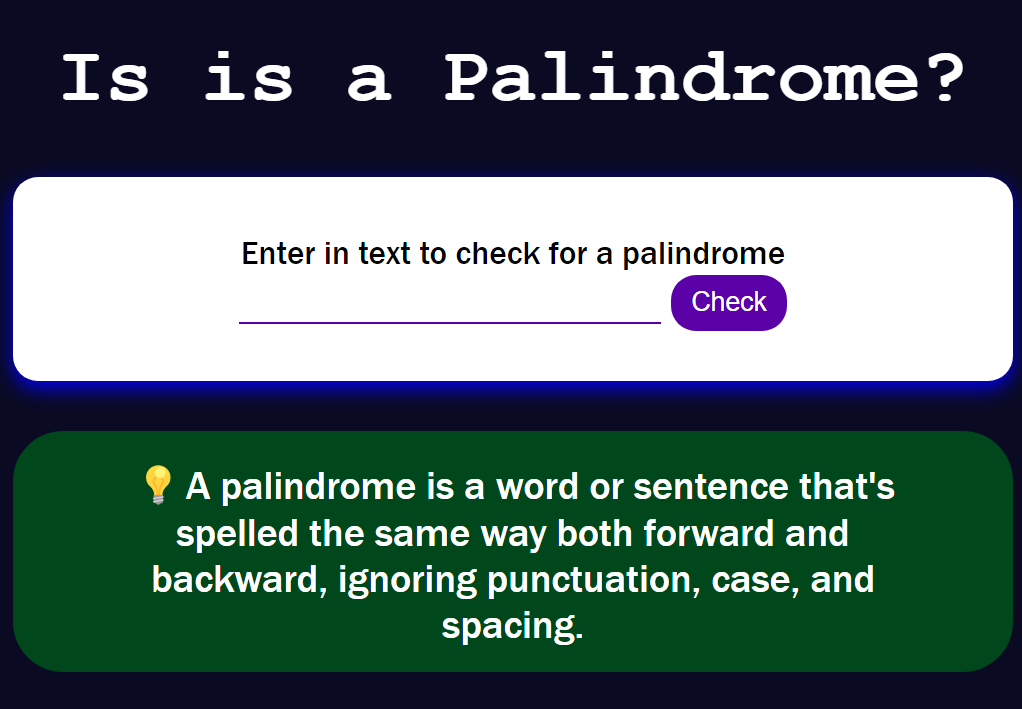 Is is a Palindrome?
Enter in text to check for a palindrome
Check
💡 A palindrome is a word or sentence that's
spelled the same way both forward and
backward, ignoring punctuation, case, and
spacing.